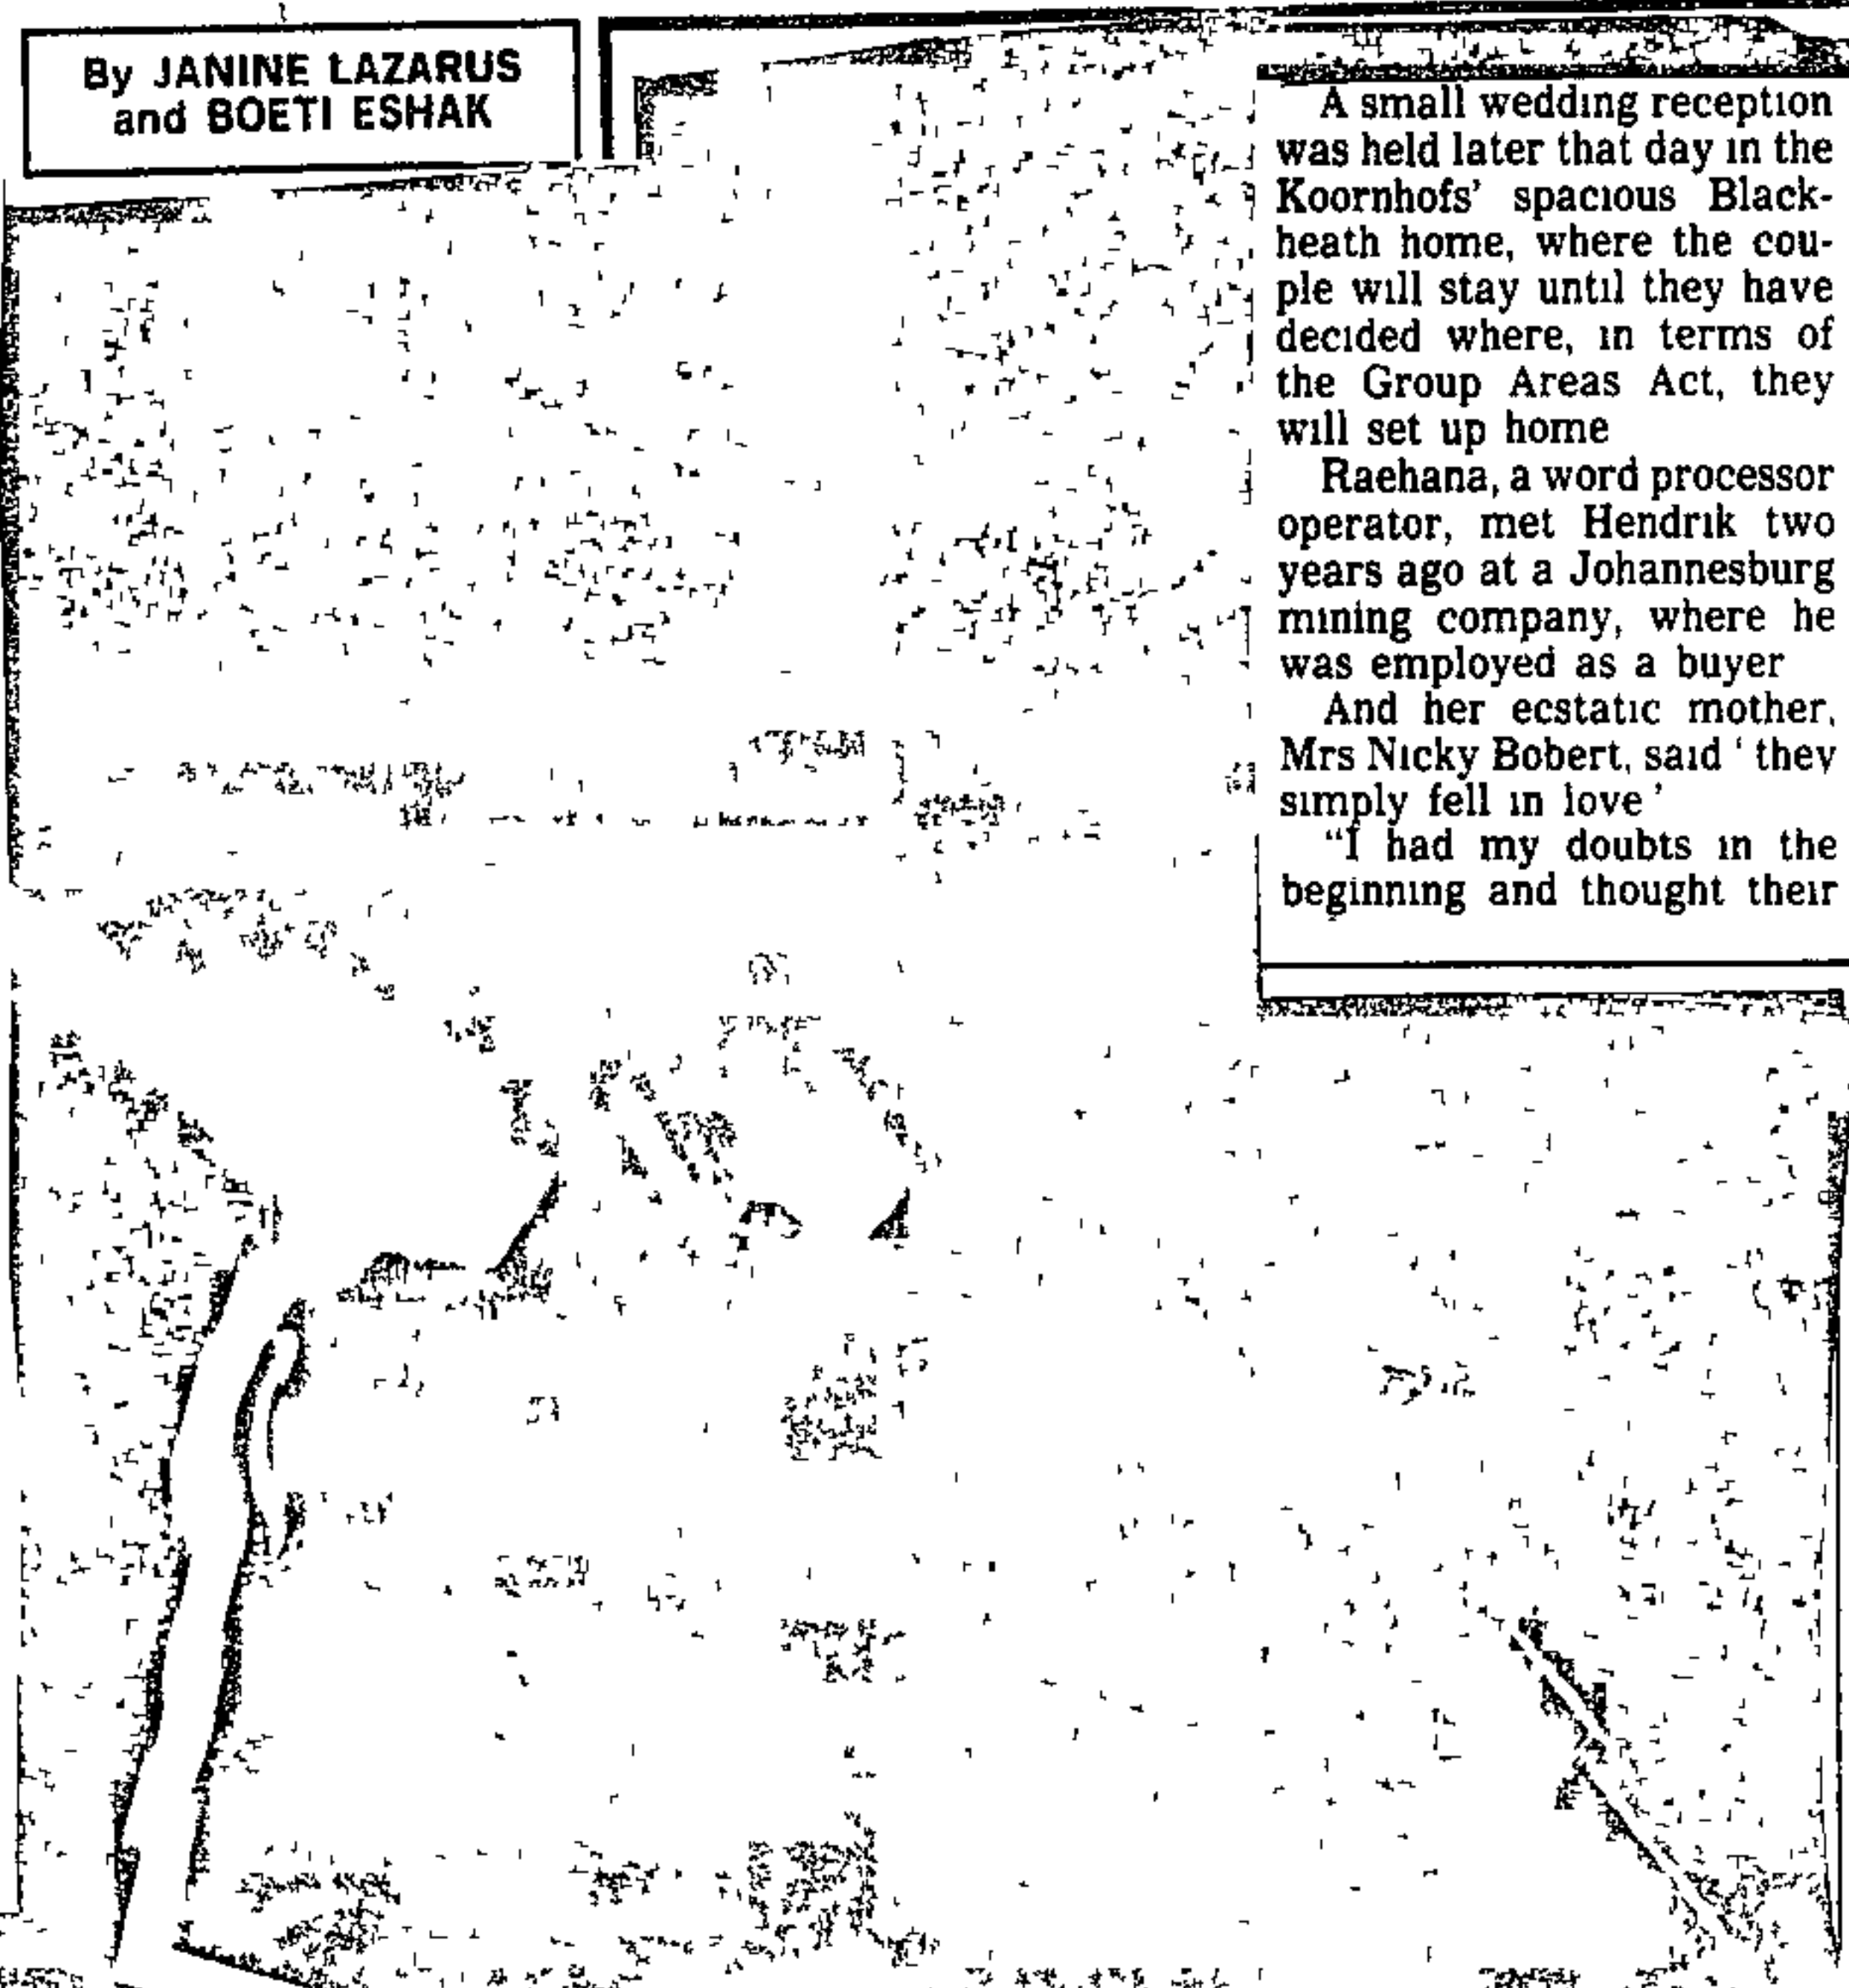 By JANINE LAZARUS
and BOETI ESHAK
A small wedding reception
was held later that day in the
Koornhofs' spacious Black-
heath home, where the cou-
ple will stay until they have
decided where, in terms of
the Group Areas Act, they
will set up home
Raehana, a word processor
operator, met Hendrik two
years ago at a Johannesburg
mining company, where he
was employed as a buyer
And her ecstatic mother,
Mrs Nicky Bobert, said ' they
simply fell in love '
"I had my doubts in the
beginning and thought their